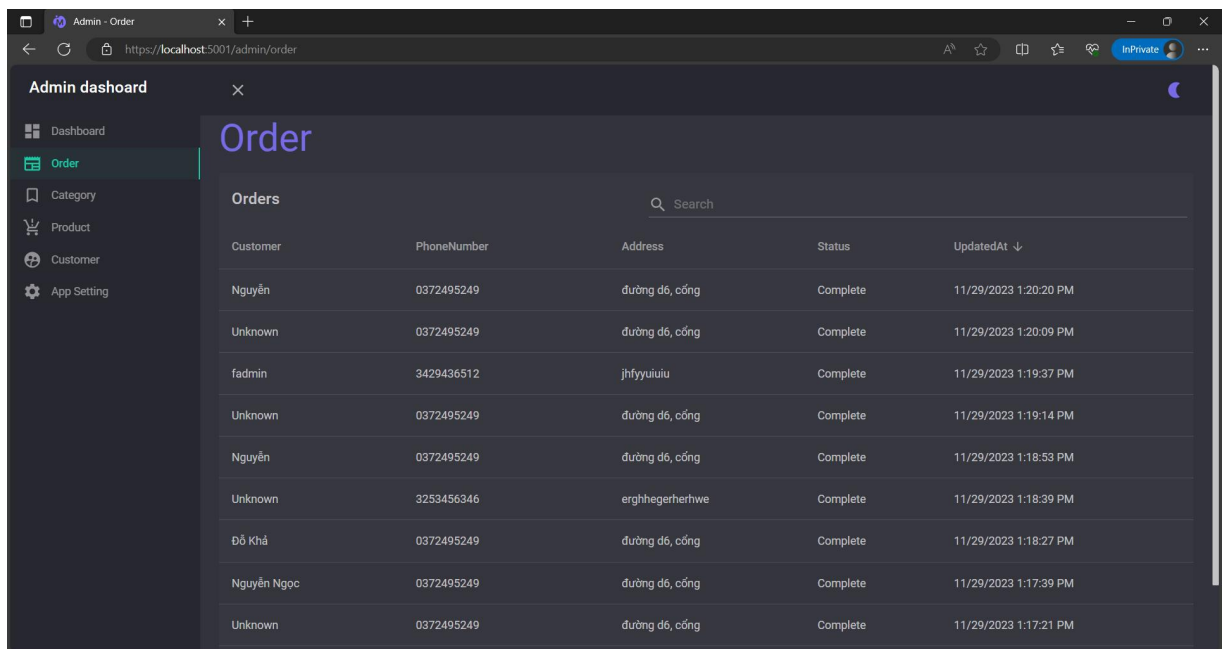 Admin - Order
https://localhost:5001/admin/order
InPrivate
Admin dashoard
Dashboard
Order
Category
Product
Customer
App Setting
Order
Orders
Search
Customer PhoneNumber Address Status UpdatedAt
Nguyễn 0372495249 đường d6, cổng Complete 11/29/2023 1:20:20 PM
Unknown 0372495249 đường d6, cổng Complete 11/29/2023 1:20:09 PM
fadmin 3429436512 jhfyyuiuiu Complete 11/29/2023 1:19:37 PM
Unknown 0372495249 đường d6, cổng Complete 11/29/2023 1:19:14 PM
Nguyễn 0372495249 đường d6, cổng Complete 11/29/2023 1:18:53 PM
Unknown 3253456346 erghhegerherhwe Complete 11/29/2023 1:18:39 PM
Đỗ Khả 0372495249 đường d6, cổng Complete 11/29/2023 1:18:27 PM
Nguyễn Ngọc 0372495249 đường d6, cổng Complete 11/29/2023 1:17:39 PM
Unknown 0372495249 đường d6, cổng Complete 11/29/2023 1:17:21 PM